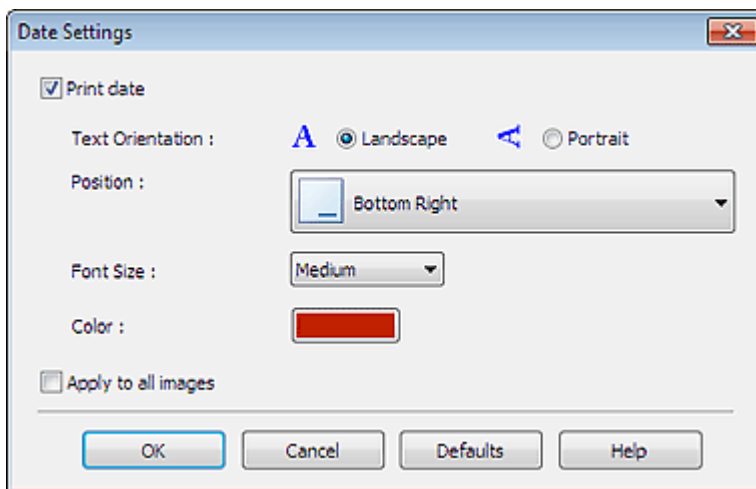 Date Settings
Print date
Text Orientation : A Landscape A Portrait
Position : Bottom Right
Font Size : Medium
Color :
Apply to all images
OK Cancel Defaults Help